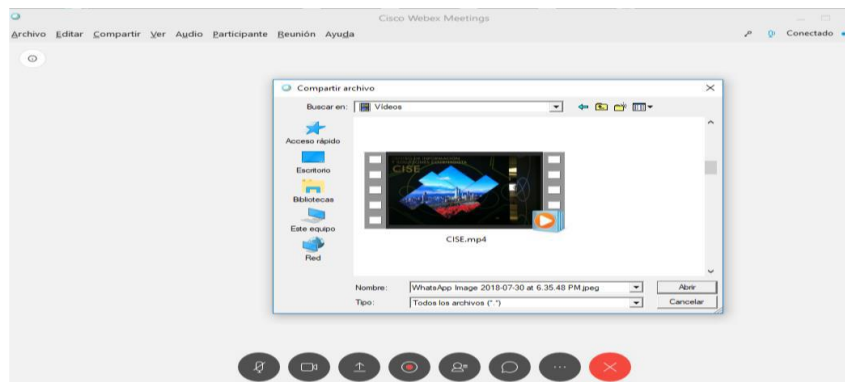 Cisco Webex Meetings
Archivo Editar Compartir Ver Audio Participante Reunión Ayuda
Conectado
Compartir archivo
Buscar en: Vídeos
Acceso rápido
Escritorio
Bibliotecas
Este equipo
Red
CISE
CISE.mp4
Nombre: WhatsApp Image 2018-07-30 at 6.35.48 PM.jpeg Abrir
Tipo: Todos los archivos (*.*) Cancelar